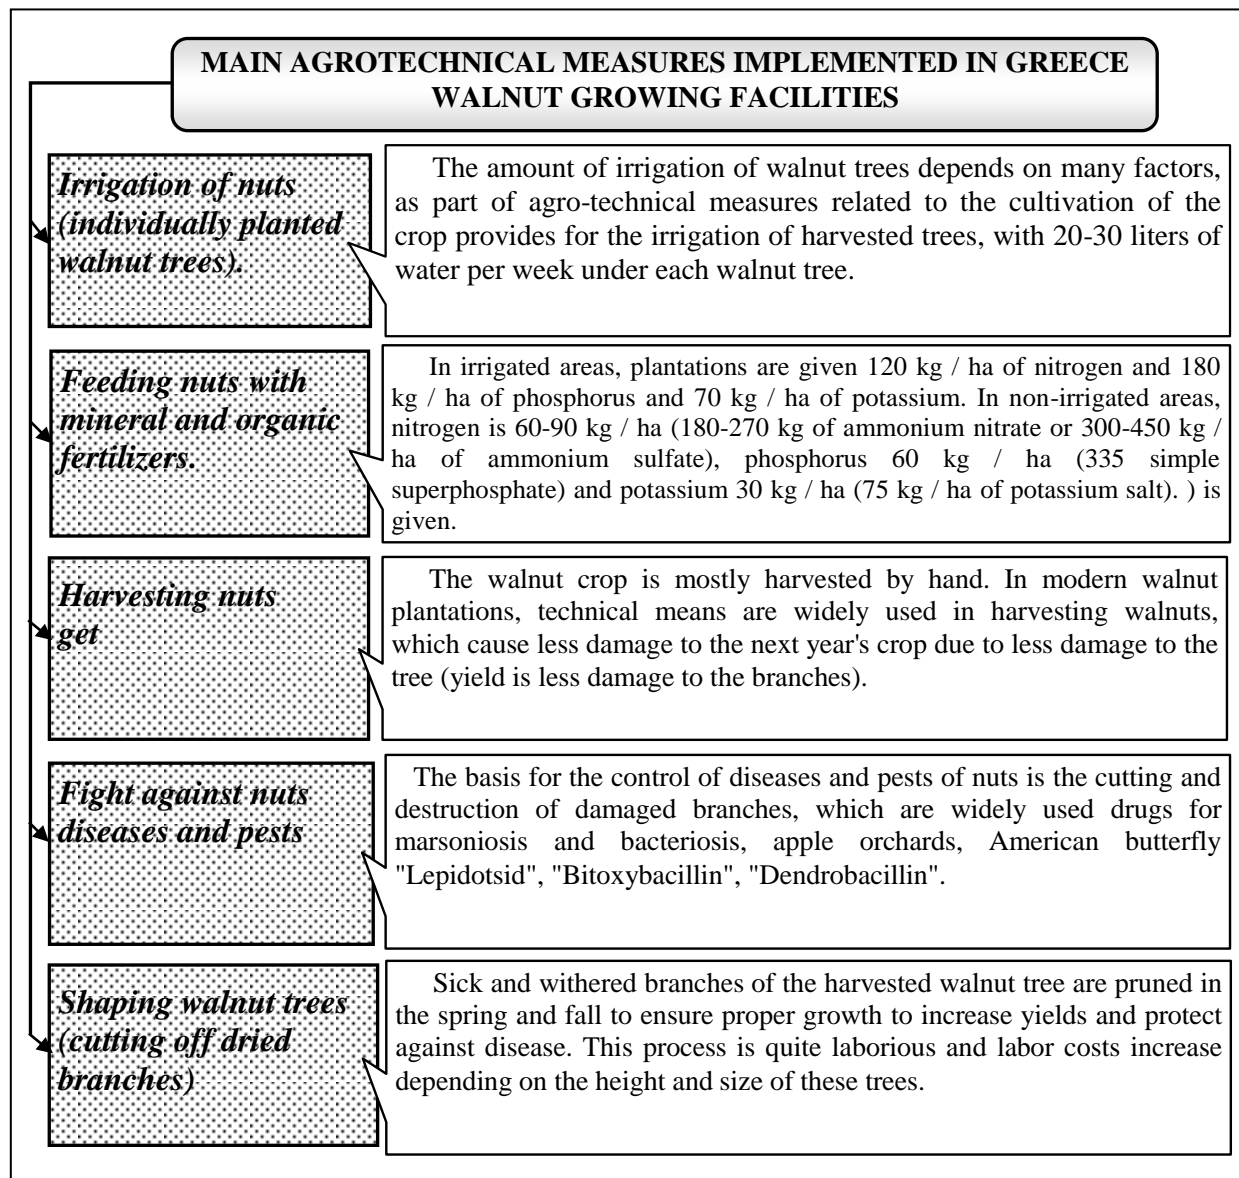 MAIN AGROTECHNICAL MEASURES IMPLEMENTED IN GREECE
WALNUT GROWING FACILITIES
Irrigation of nuts
(individually planted
walnut trees).
The amount of irrigation of walnut trees depends on many factors,
as part of agro-technical measures related to the cultivation of the
crop provides for the irrigation of harvested trees, with 20-30 liters of
water per week under each walnut tree.
Feeding nuts with
mineral and organic
fertilizers.
In irrigated areas, plantations are given 120 kg / ha of nitrogen and 180
kg / ha of phosphorus and 70 kg / ha of potassium. In non-irrigated areas,
nitrogen is 60-90 kg / ha (180-270 kg of ammonium nitrate or 300-450 kg /
ha of ammonium sulfate), phosphorus 60 kg / ha (335 simple
superphosphate) and potassium 30 kg / ha (75 kg / ha of potassium salt). ) is
given.
Harvesting nuts
get
The walnut crop is mostly harvested by hand. In modern walnut
plantations, technical means are widely used in harvesting walnuts,
which cause less damage to the next year's crop due to less damage to the
tree (yield is less damage to the branches).
Fight against nuts
diseases and pests
The basis for the control of diseases and pests of nuts is the cutting and
destruction of damaged branches, which are widely used drugs for
marsoniosis and bacteriosis, apple orchards, American butterfly
"Lepidotsid", "Bitoxybacillin", "Dendrobacillin".
Shaping walnut trees
(cutting off dried
branches)
Sick and withered branches of the harvested walnut tree are pruned in
the spring and fall to ensure proper growth to increase yields and protect
against disease. This process is quite laborious and labor costs increase
depending on the height and size of these trees.